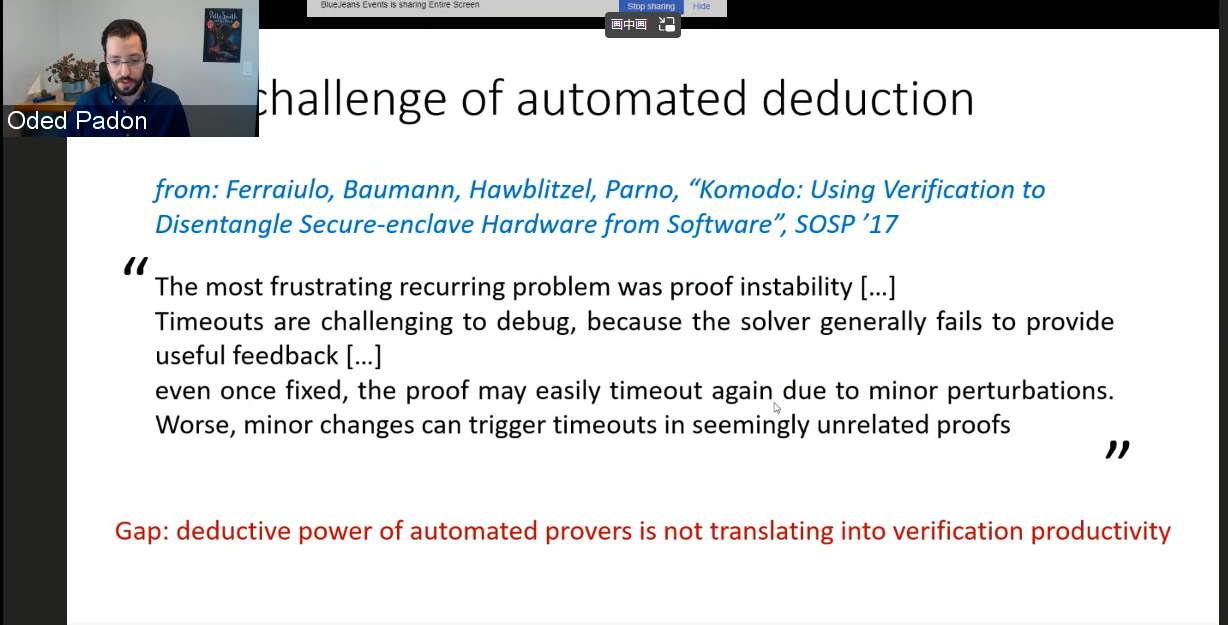 BlueJeans Events is sharing Entire Screen
Stop sharing
Hide
画中画
Oded Padon
challenge of automated deduction
from: Ferraiulo, Baumann, Hawblitzel, Parno, “Komodo: Using Verification to
Disentangle Secure-enclave Hardware from Software”, SOSP ’17
“
The most frustrating recurring problem was proof instability […]
Timeouts are challenging to debug, because the solver generally fails to provide
useful feedback […]
even once fixed, the proof may easily timeout again due to minor perturbations.
Worse, minor changes can trigger timeouts in seemingly unrelated proofs
”
Gap: deductive power of automated provers is not translating into verification productivity